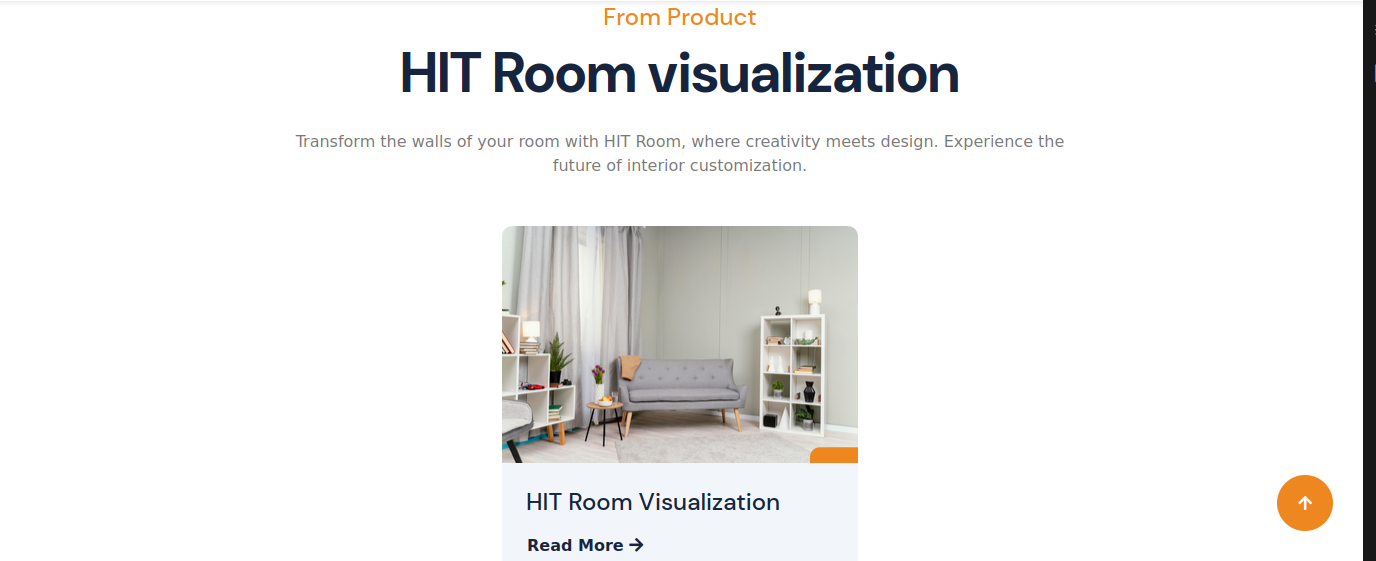 From Product
HIT Room visualization
Transform the walls of your room with HIT Room, where creativity meets design. Experience the
future of interior customization.
HIT Room Visualization
Read More